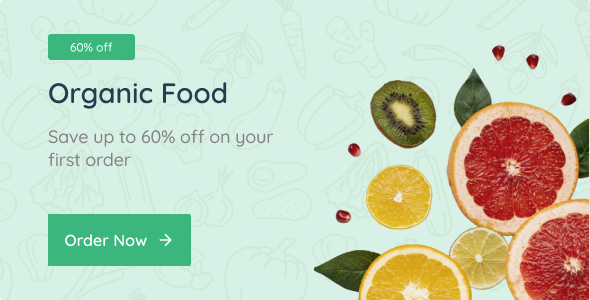 60% off
Organic Food
Save up to 60% off on your
first order
Order Now →